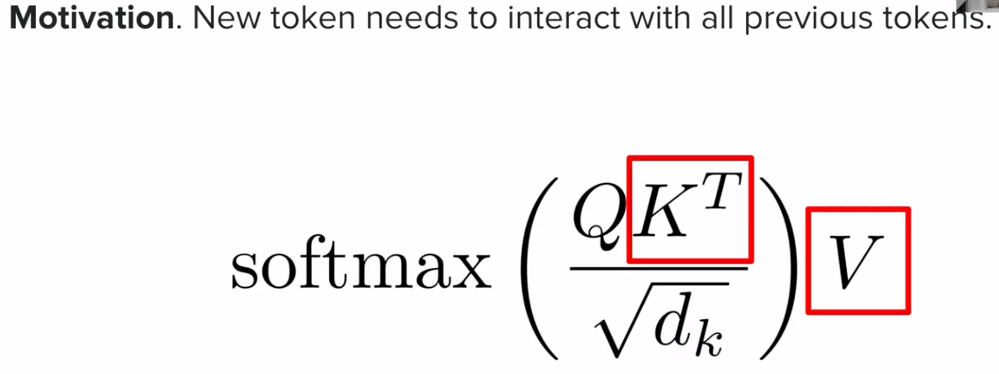 Motivation. New token needs to interact with all previous tokens.
softmax ( QK^T / √d_k ) V